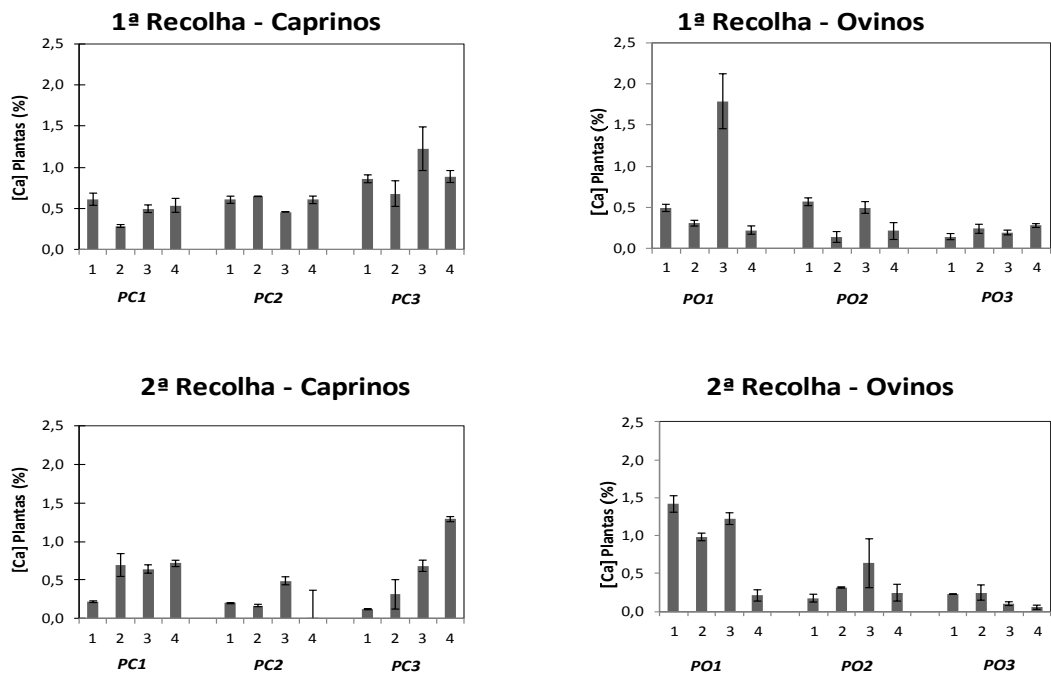 1ª Recolha - Caprinos
[Ca] Plantas (%)
2,5
2,0
1,5
1,0
0,5
0,0
1 2 3 4 1 2 3 4 1 2 3 4
PC1 PC2 PC3
1ª Recolha - Ovinos
[Ca] Plantas (%)
2,5
2,0
1,5
1,0
0,5
0,0
1 2 3 4 1 2 3 4 1 2 3 4
PO1 PO2 PO3
2ª Recolha - Caprinos
[Ca] Plantas (%)
2,5
2,0
1,5
1,0
0,5
0,0
1 2 3 4 1 2 3 4 1 2 3 4
PC1 PC2 PC3
2ª Recolha - Ovinos
[Ca] Plantas (%)
2,5
2,0
1,5
1,0
0,5
0,0
1 2 3 4 1 2 3 4 1 2 3 4
PO1 PO2 PO3